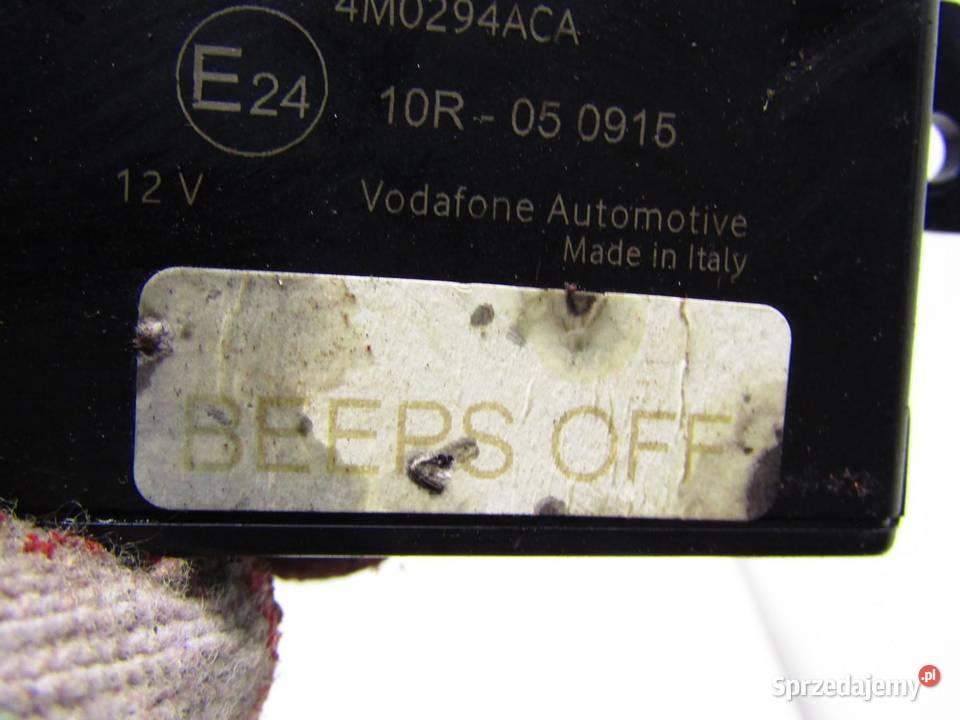 4M0294ACA
E24
10R - 05 0915
12 V
Vodafone Automotive
Made in Italy
BEEPS OFF
Sprzedajemy.pl